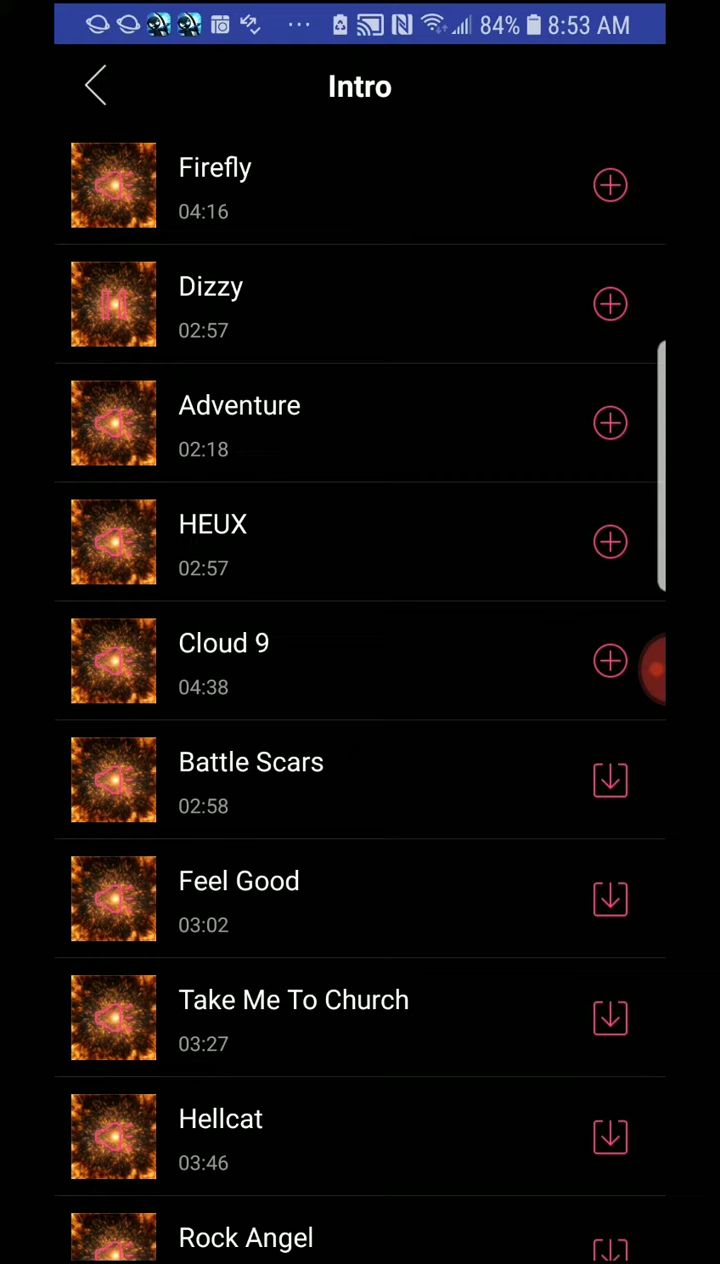 84% 8:53 AM
Intro
Firefly
04:16
Dizzy
02:57
Adventure
02:18
HEUX
02:57
Cloud 9
04:38
Battle Scars
02:58
Feel Good
03:02
Take Me To Church
03:27
Hellcat
03:46
Rock Angel